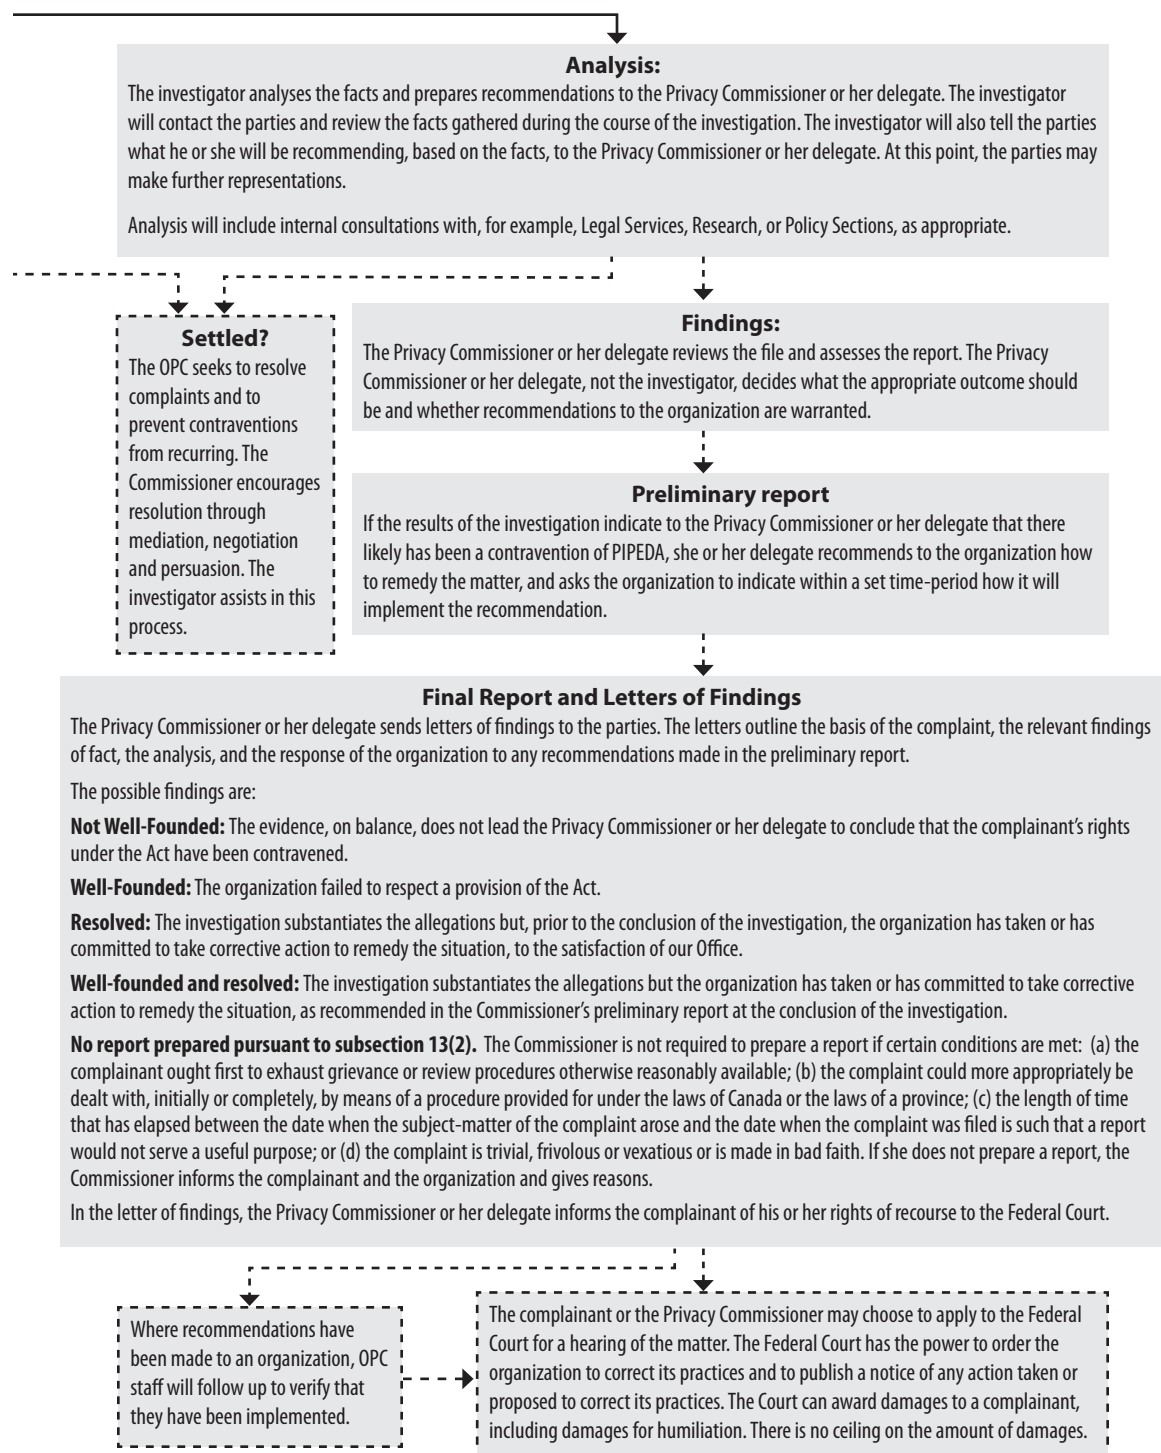 Analysis:
The investigator analyses the facts and prepares recommendations to the Privacy Commissioner or her delegate. The investigator
will contact the parties and review the facts gathered during the course of the investigation. The investigator will also tell the parties
what he or she will be recommending, based on the facts, to the Privacy Commissioner or her delegate. At this point, the parties may
make further representations.
Analysis will include internal consultations with, for example, Legal Services, Research, or Policy Sections, as appropriate.
Settled?
The OPC seeks to resolve
complaints and to
prevent contraventions
from recurring. The
Commissioner encourages
resolution through
mediation, negotiation
and persuasion. The
investigator assists in this
process.
Findings:
The Privacy Commissioner or her delegate reviews the file and assesses the report. The Privacy
Commissioner or her delegate, not the investigator, decides what the appropriate outcome should
be and whether recommendations to the organization are warranted.
Preliminary report
If the results of the investigation indicate to the Privacy Commissioner or her delegate that there
likely has been a contravention of PIPEDA, she or her delegate recommends to the organization how
to remedy the matter, and asks the organization to indicate within a set time-period how it will
implement the recommendation.
Final Report and Letters of Findings
The Privacy Commissioner or her delegate sends letters of findings to the parties. The letters outline the basis of the complaint, the relevant findings
of fact, the analysis, and the response of the organization to any recommendations made in the preliminary report.
The possible findings are:
Not Well-Founded: The evidence, on balance, does not lead the Privacy Commissioner or her delegate to conclude that the complainant's rights
under the Act have been contravened.
Well-Founded: The organization failed to respect a provision of the Act.
Resolved: The investigation substantiates the allegations but, prior to the conclusion of the investigation, the organization has taken or has
committed to take corrective action to remedy the situation, to the satisfaction of our Office.
Well-founded and resolved: The investigation substantiates the allegations but the organization has taken or has committed to take corrective
action to remedy the situation, as recommended in the Commissioner's preliminary report at the conclusion of the investigation.
No report prepared pursuant to subsection 13(2). The Commissioner is not required to prepare a report if certain conditions are met: (a) the
complainant ought first to exhaust grievance or review procedures otherwise reasonably available; (b) the complaint could more appropriately be
dealt with, initially or completely, by means of a procedure provided for under the laws of Canada or the laws of a province; (c) the length of time
that has elapsed between the date when the subject-matter of the complaint arose and the date when the complaint was filed is such that a report
would not serve a useful purpose; or (d) the complaint is trivial, frivolous or vexatious or is made in bad faith. If she does not prepare a report, the
Commissioner informs the complainant and the organization and gives reasons.
In the letter of findings, the Privacy Commissioner or her delegate informs the complainant of his or her rights of recourse to the Federal Court.
Where recommendations have
been made to an organization, OPC
staff will follow up to verify that
they have been implemented.
The complainant or the Privacy Commissioner may choose to apply to the Federal
Court for a hearing of the matter. The Federal Court has the power to order the
organization to correct its practices and to publish a notice of any action taken or
proposed to correct its practices. The Court can award damages to a complainant,
including damages for humiliation. There is no ceiling on the amount of damages.